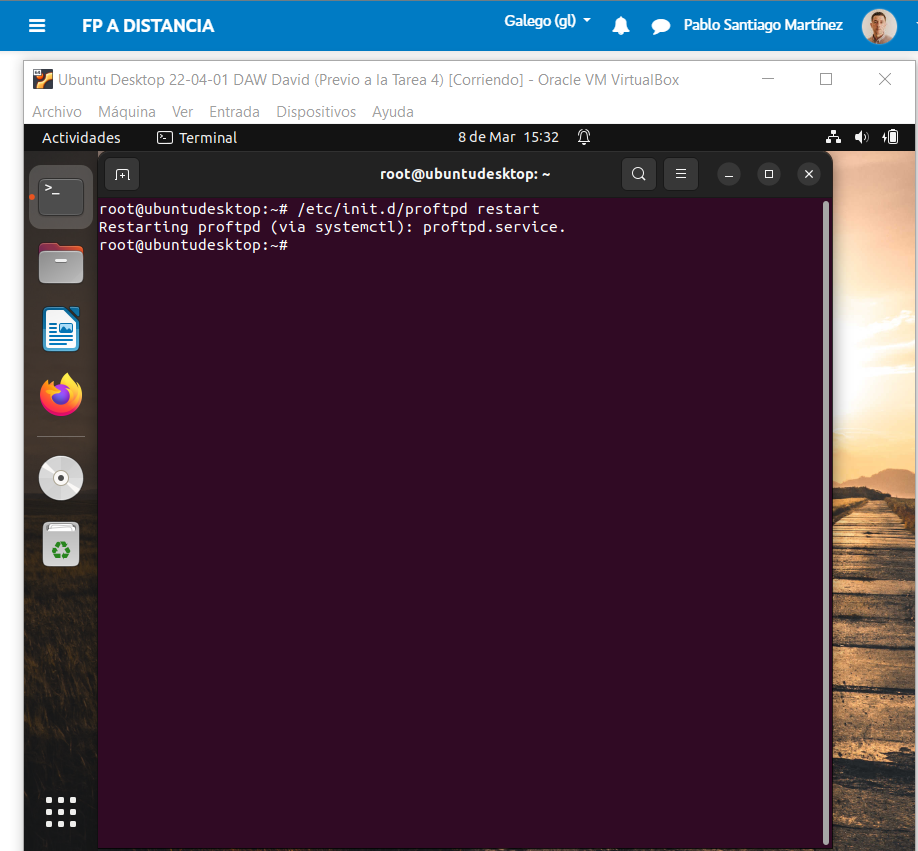 FP A DISTANCIA
Galego (gl)
Pablo Santiago Martínez
Ubuntu Desktop 22-04-01 DAW David (Previo a la Tarea 4) [Corriendo] - Oracle VM VirtualBox
Archivo Máquina Ver Entrada Dispositivos Ayuda
Actividades Terminal 8 de Mar 15:32
root@ubuntudesktop: ~
root@ubuntudesktop:~# /etc/init.d/proftpd restart
Restarting proftpd (via systemctl): proftpd.service.
root@ubuntudesktop:~#